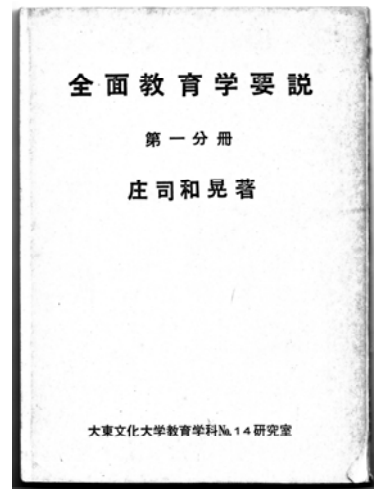 全面教育学要説
第一分冊
庄司和晃著
大東文化大学教育学科№14研究室